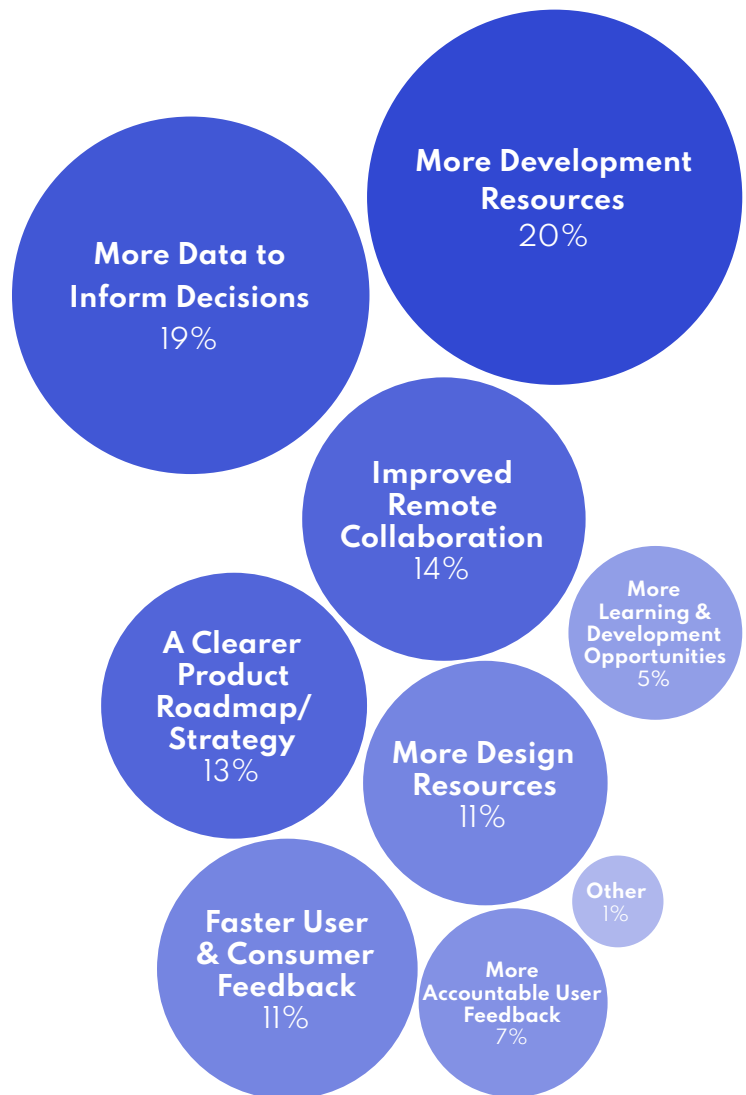 More Development
Resources
20%
More Data to
Inform Decisions
19%
Improved
Remote
Collaboration
14%
More
Learning &
Development
Opportunities
5%
A Clearer
Product
Roadmap/
Strategy
13%
More Design
Resources
11%
Other
1%
Faster User
& Consumer
Feedback
11%
More
Accountable User
Feedback
7%